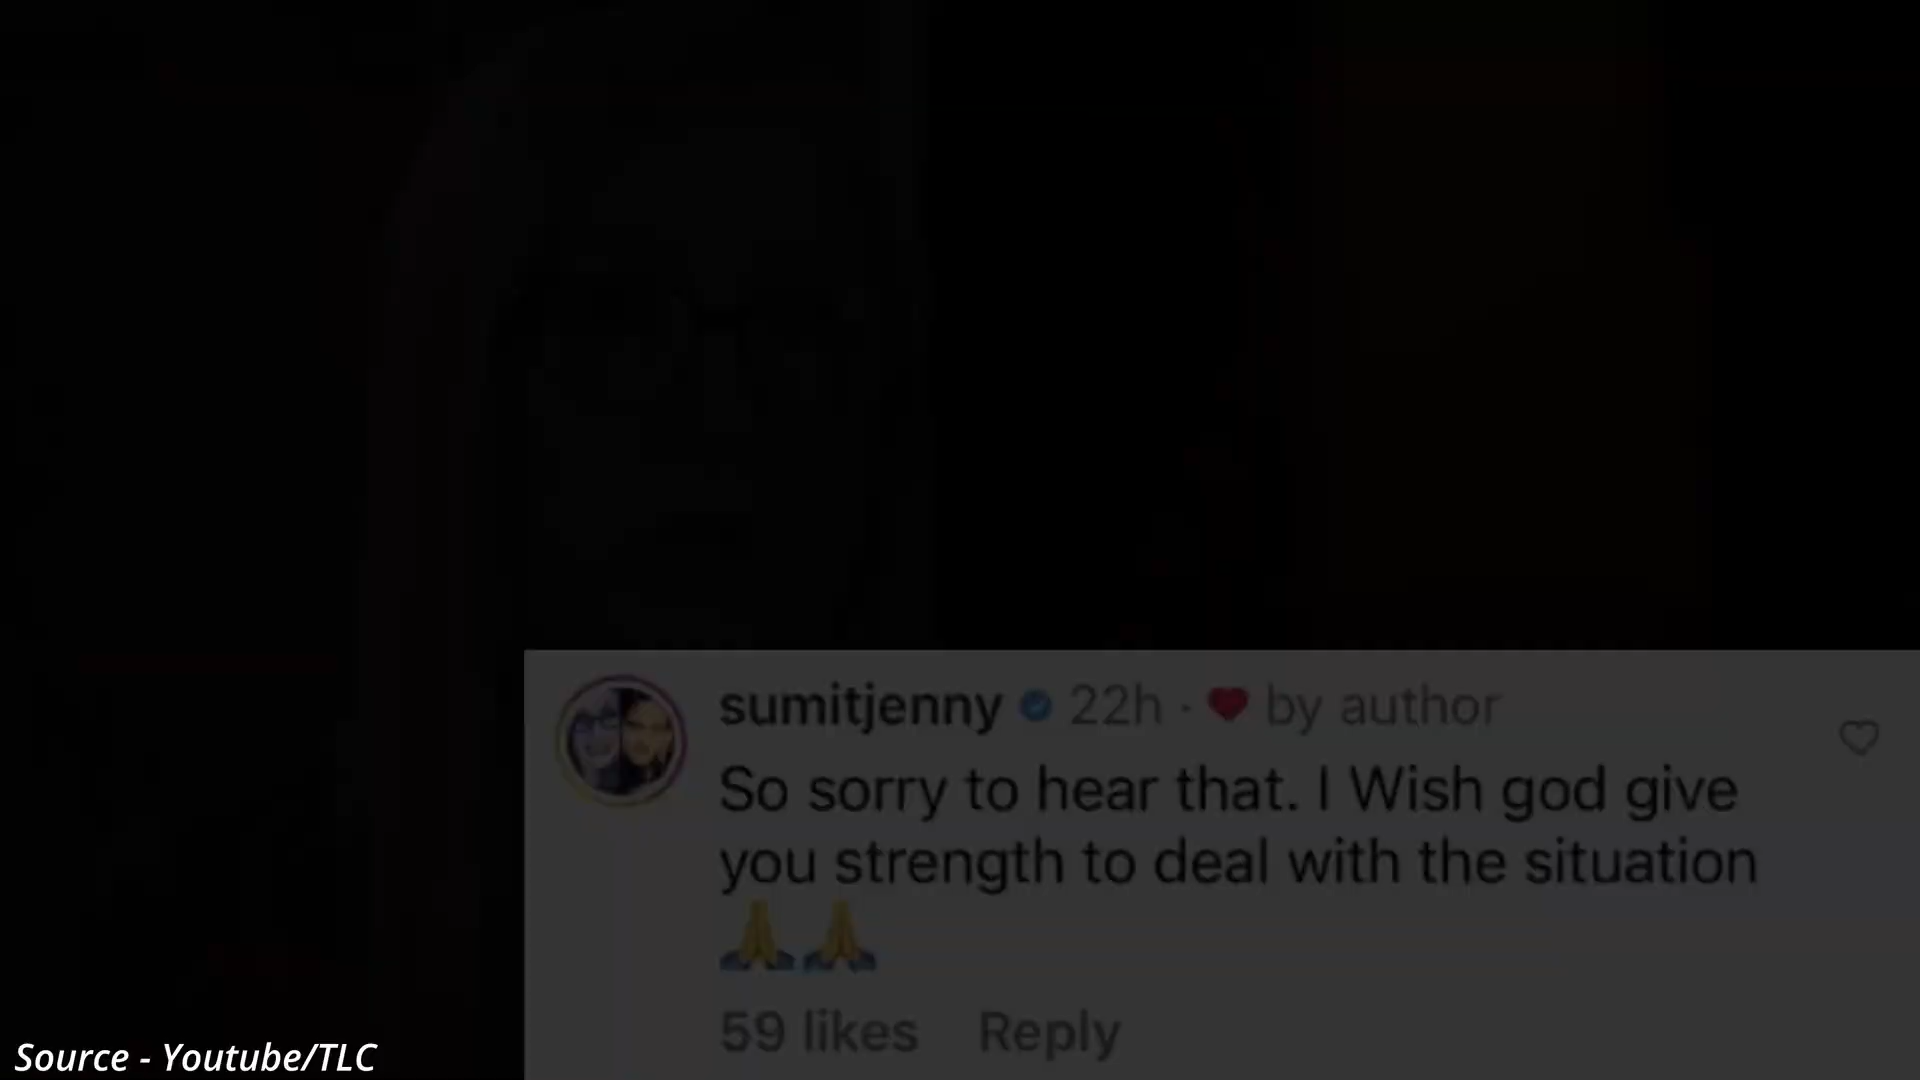 sumitjenny 22h · ❤️ by author
So sorry to hear that. I Wish god give
you strength to deal with the situation
🙏🙏
59 likes Reply
Source - Youtube/TLC